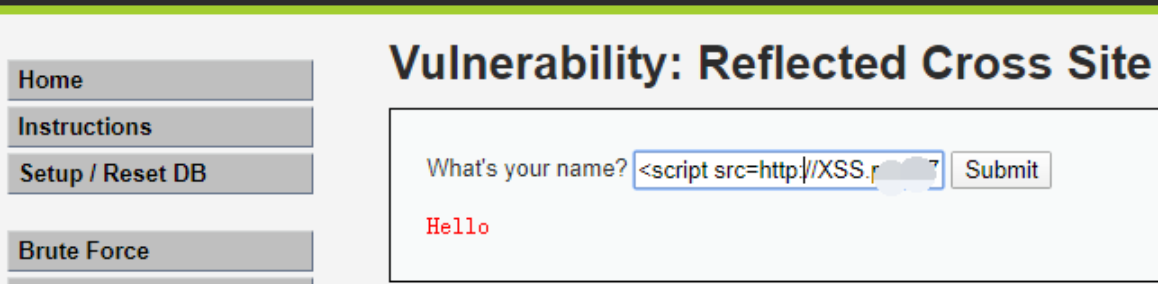 Vulnerability: Reflected Cross Site
Home
Instructions
Setup / Reset DB
Brute Force
What's your name? <script src=http://XSS. Submit
Hello